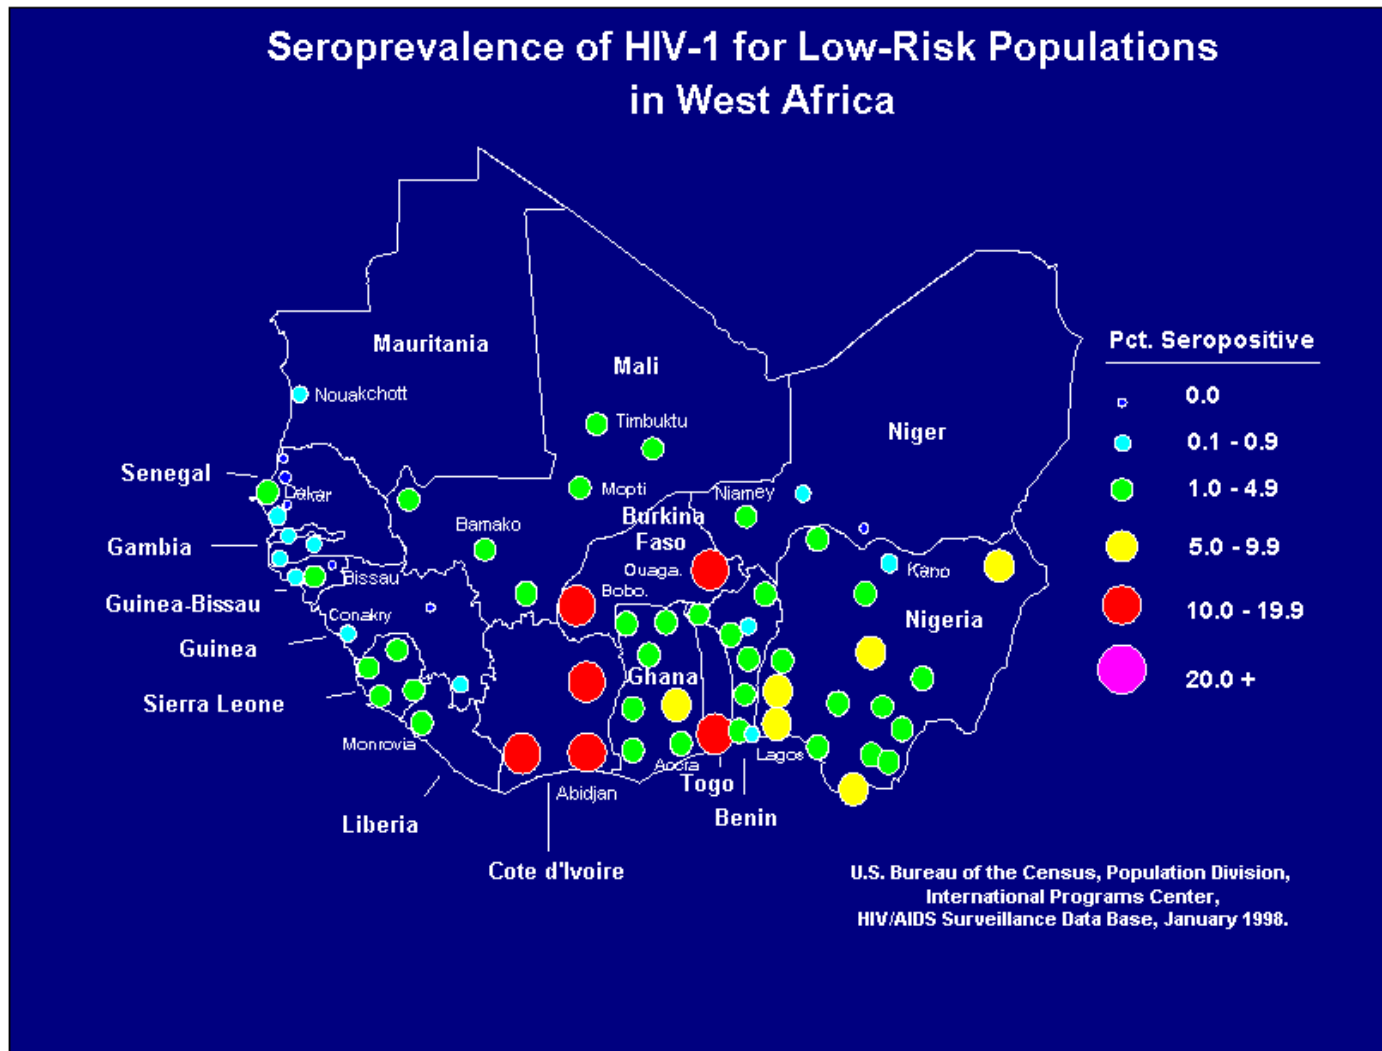 Seroprevalence of HIV-1 for Low-Risk Populations
in West Africa
Mauritania
Mali
Niger
Nouakchott
Timbuktu
Senegal
Dakar
Mopti
Niamey
Bamako
Burkina
Faso
Gambia
Ouaga.
Kano
Bissau
Bobo.
Guinea-Bissau
Conakry
Nigeria
Guinea
Ghana
Sierra Leone
Monrovia
Accra
Lagos
Togo
Abidjan
Benin
Liberia
Cote d'Ivoire
Pct. Seropositive
0.0
0.1 - 0.9
1.0 - 4.9
5.0 - 9.9
10.0 - 19.9
20.0 +
U.S. Bureau of the Census, Population Division,
International Programs Center,
HIV/AIDS Surveillance Data Base, January 1998.